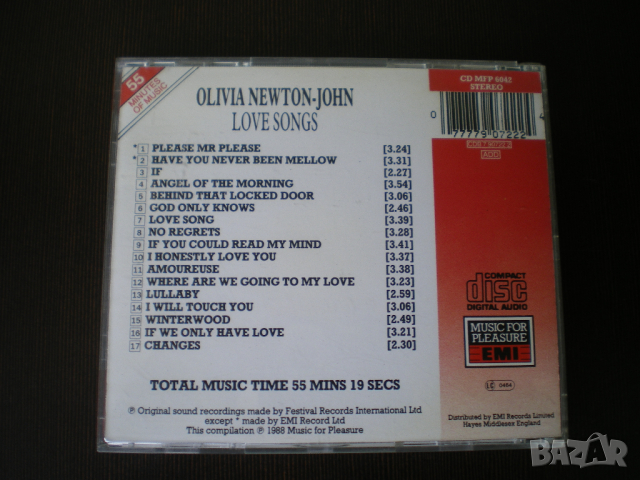 55
MINUTES
OF MUSIC
OLIVIA NEWTON-JOHN
LOVE SONGS
CD MFP 6042
STEREO
0 77779 07222 4
ADD
* 1 PLEASE MR PLEASE [3.24]
* 2 HAVE YOU NEVER BEEN MELLOW [3.31]
3 IF [2.27]
4 ANGEL OF THE MORNING [3.54]
5 BEHIND THAT LOCKED DOOR [3.06]
6 GOD ONLY KNOWS [2.46]
7 LOVE SONG [3.39]
8 NO REGRETS [3.28]
9 IF YOU COULD READ MY MIND [3.41]
10 I HONESTLY LOVE YOU [3.37]
11 AMOUREUSE [3.38]
12 WHERE ARE WE GOING TO MY LOVE [3.23]
13 LULLABY [2.59]
14 I WILL TOUCH YOU [3.06]
15 WINTERWOOD [2.49]
16 IF WE ONLY HAVE LOVE [3.21]
17 CHANGES [2.30]
TOTAL MUSIC TIME 55 MINS 19 SECS
℗ Original sound recordings made by Festival Records International Ltd
except * made by EMI Record Ltd
This compilation ℗ 1988 Music for Pleasure
COMPACT
disc
DIGITAL AUDIO
MUSIC FOR
PLEASURE
EMI
LC 0464
Distributed by EMI Records Limited
Hayes Middlesex England
BAZAR